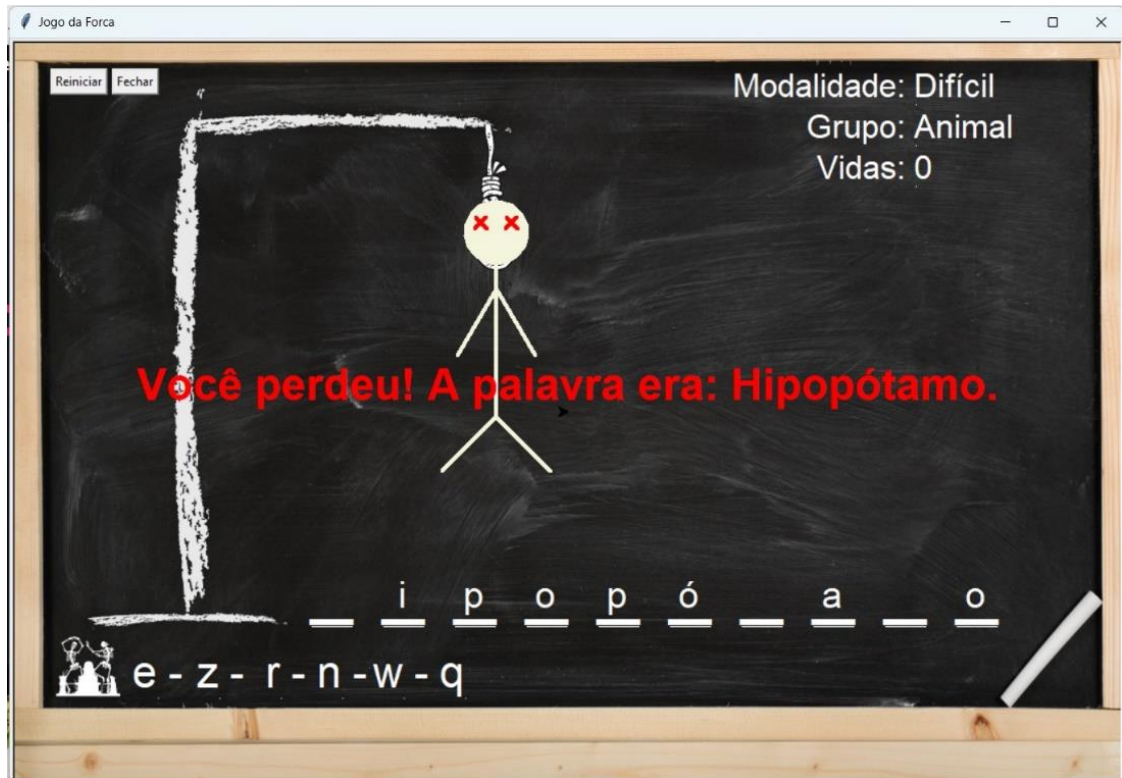 Jogo da Forca
Reiniciar Fechar
Modalidade: Difícil
Grupo: Animal
Vidas: 0
Você perdeu! A palavra era: Hipopótamo.
i p o p ó a o
e - z - r - n - w - q